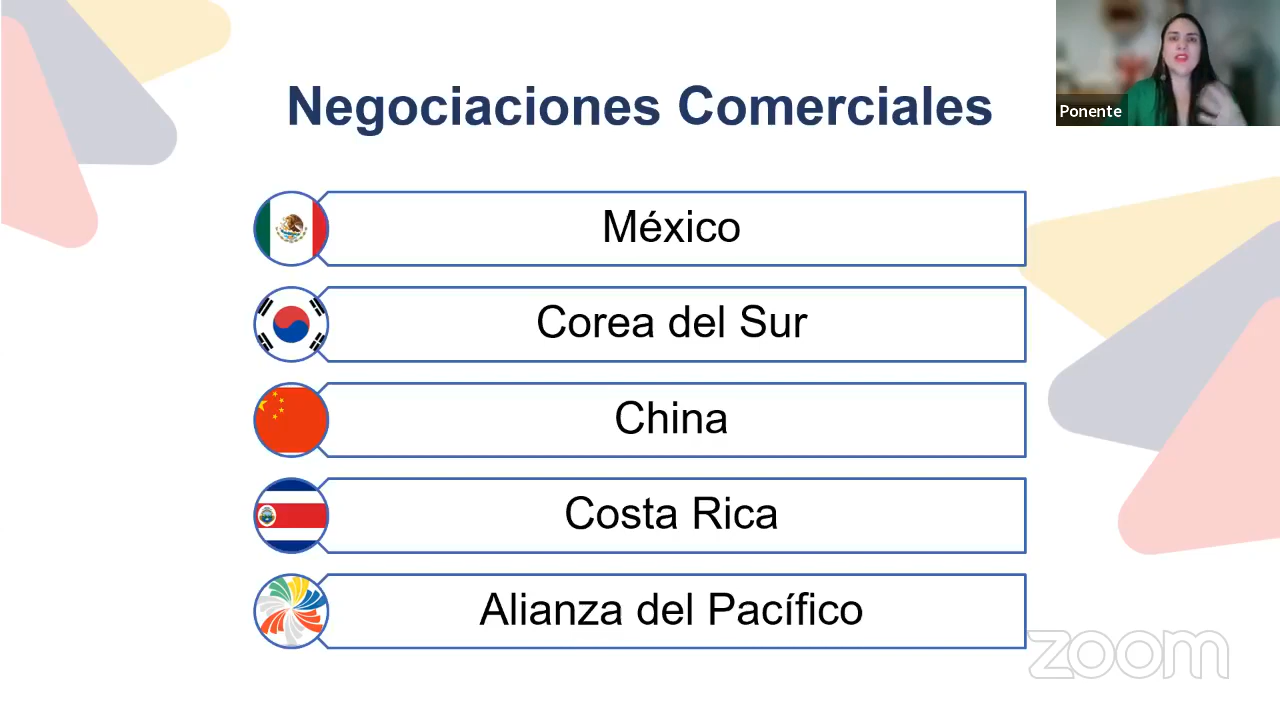 Negociaciones Comerciales
Ponente
México
Corea del Sur
China
Costa Rica
Alianza del Pacífico
zoom